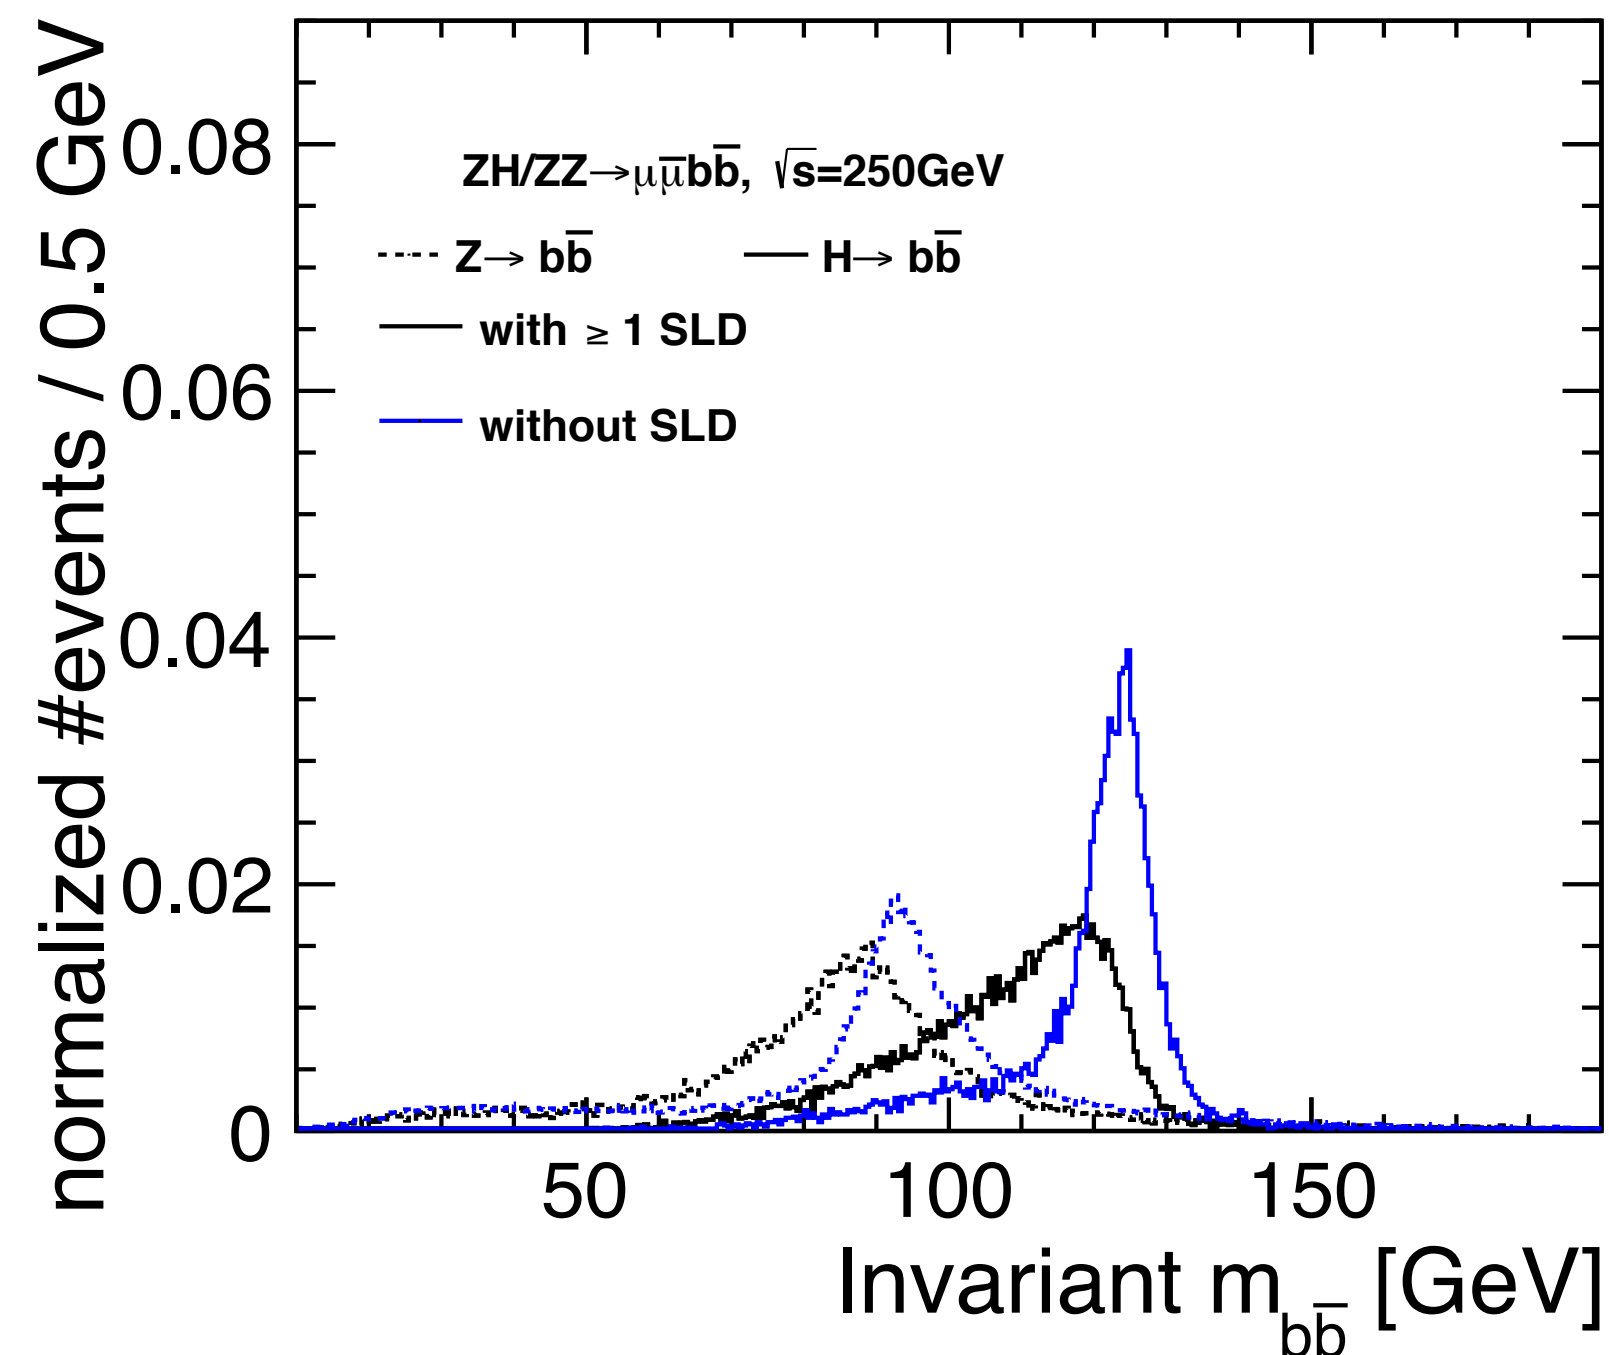 normalized #events / 0.5 GeV
0.08
0.06
0.04
0.02
0
ZH/ZZ→μμ̅bb̅, √s=250GeV
Z→ bb̅
H→ bb̅
with ≥ 1 SLD
without SLD
50
100
150
Invariant m_bb̅ [GeV]